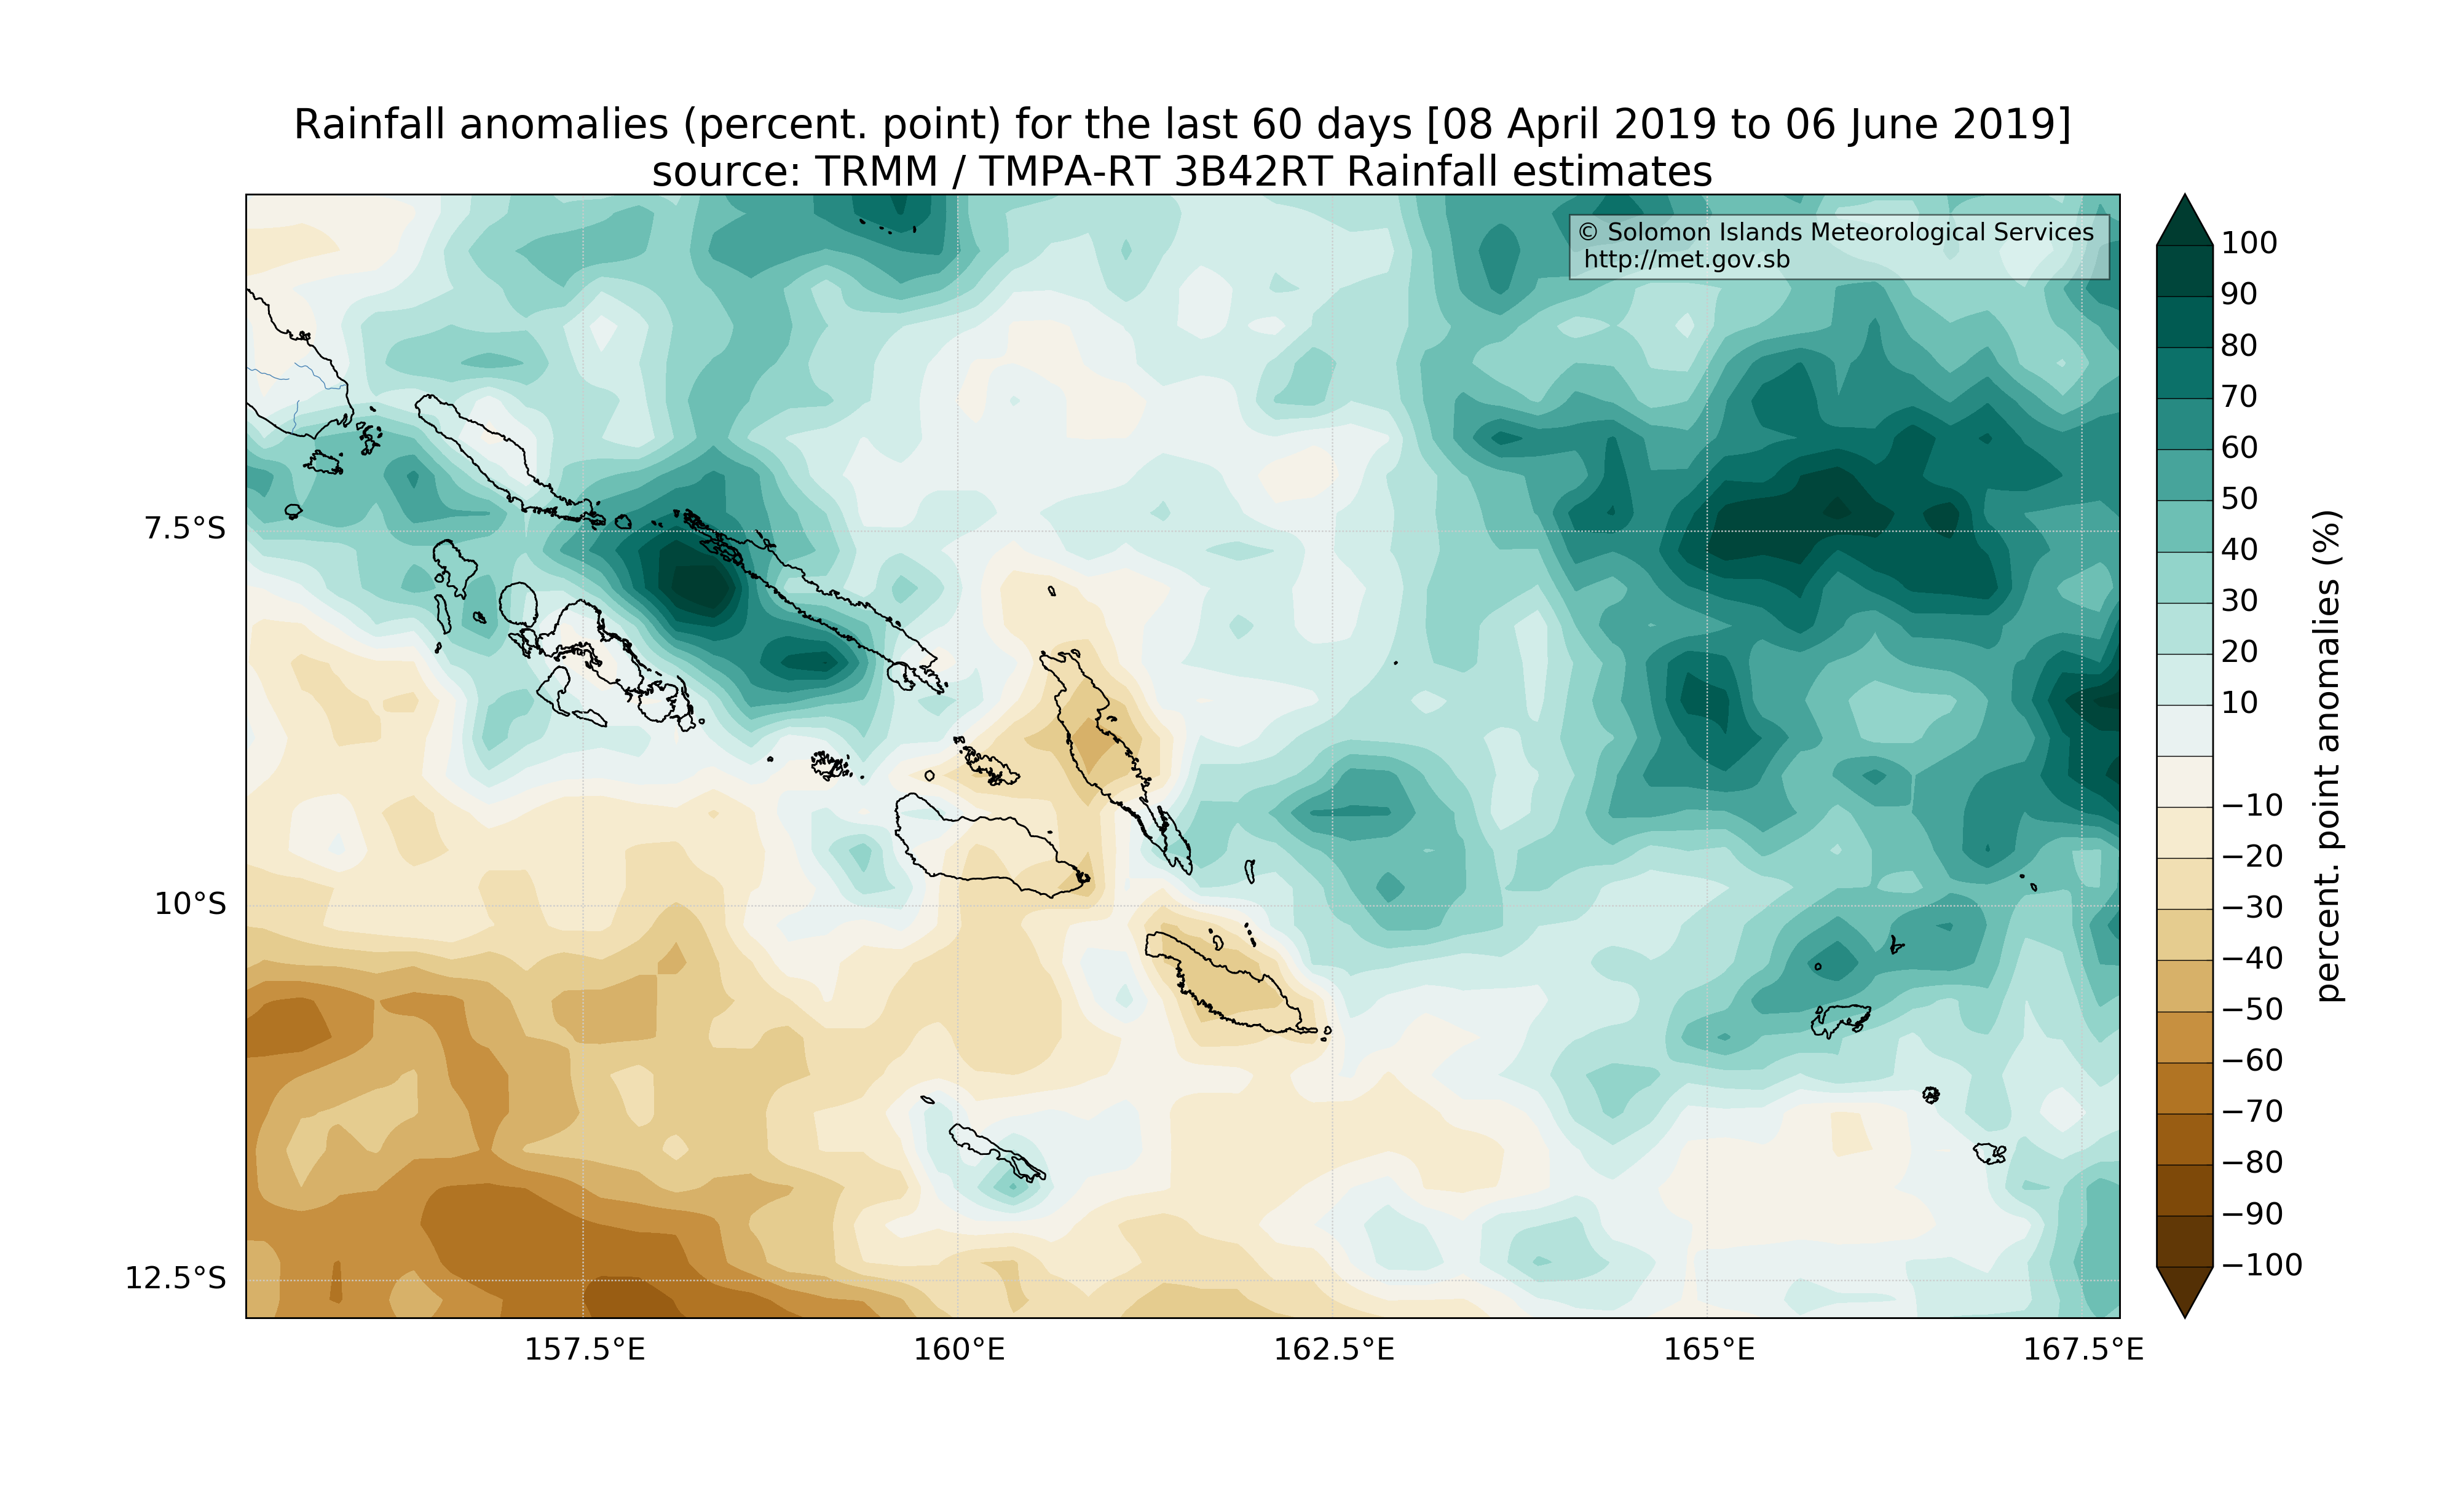 Rainfall anomalies (percent. point) for the last 60 days [08 April 2019 to 06 June 2019]
source: TRMM / TMPA-RT 3B42RT Rainfall estimates
© Solomon Islands Meteorological Services
http://met.gov.sb
7.5°S
10°S
12.5°S
157.5°E
160°E
162.5°E
165°E
167.5°E
100
90
80
70
60
50
40
30
20
10
−10
−20
−30
−40
−50
−60
−70
−80
−90
−100
percent. point anomalies (%)